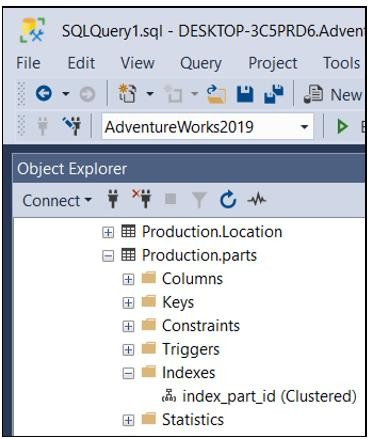 SQLQuery1.sql - DESKTOP-3C5PRD6.Adven
File Edit View Query Project Tools
New
AdventureWorks2019
Object Explorer
Connect
Production.Location
Production.parts
Columns
Keys
Constraints
Triggers
Indexes
index_part_id (Clustered)
Statistics